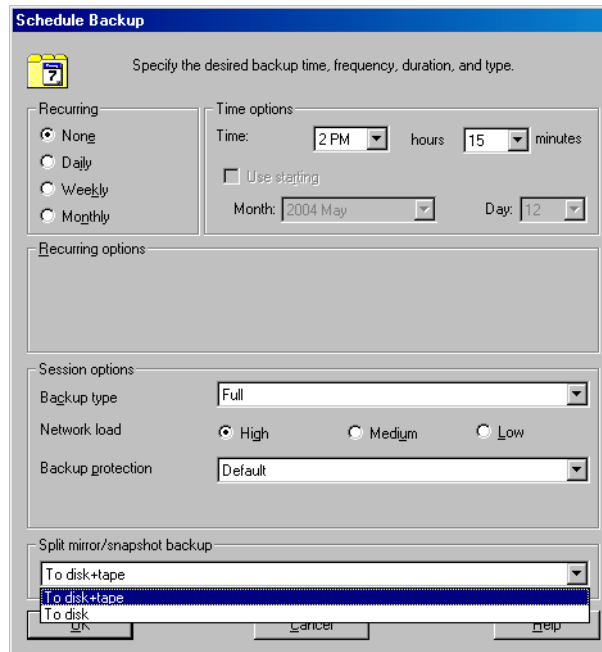 Schedule Backup
7
Specify the desired backup time, frequency, duration, and type.
Recurring
None
Daily
Weekly
Monthly
Time options
Time: 2 PM hours 15 minutes
Use starting
Month: 2004 May Day: 12
Recurring options
Session options
Backup type Full
Network load High Medium Low
Backup protection Default
Split mirror/snapshot backup
To disk+tape
To disk+tape
To disk
OK Cancel Help